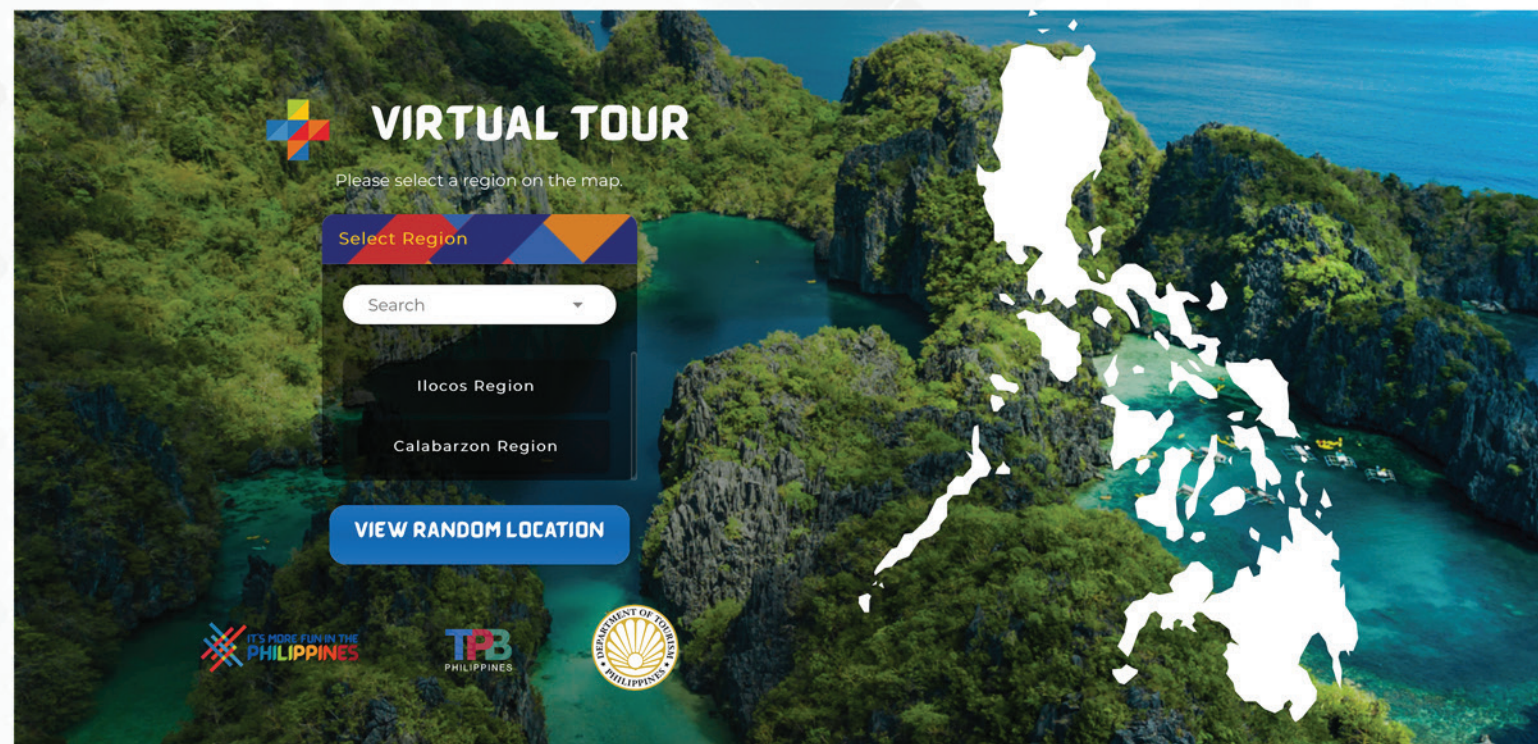 VIRTUAL TOUR
Please select a region on the map.
Select Region
Search
Ilocos Region
Calabarzon Region
VIEW RANDOM LOCATION
IT'S MORE FUN IN THE
PHILIPPINES
TPB
PHILIPPINES
DEPARTMENT OF TOURISM
PHILIPPINES